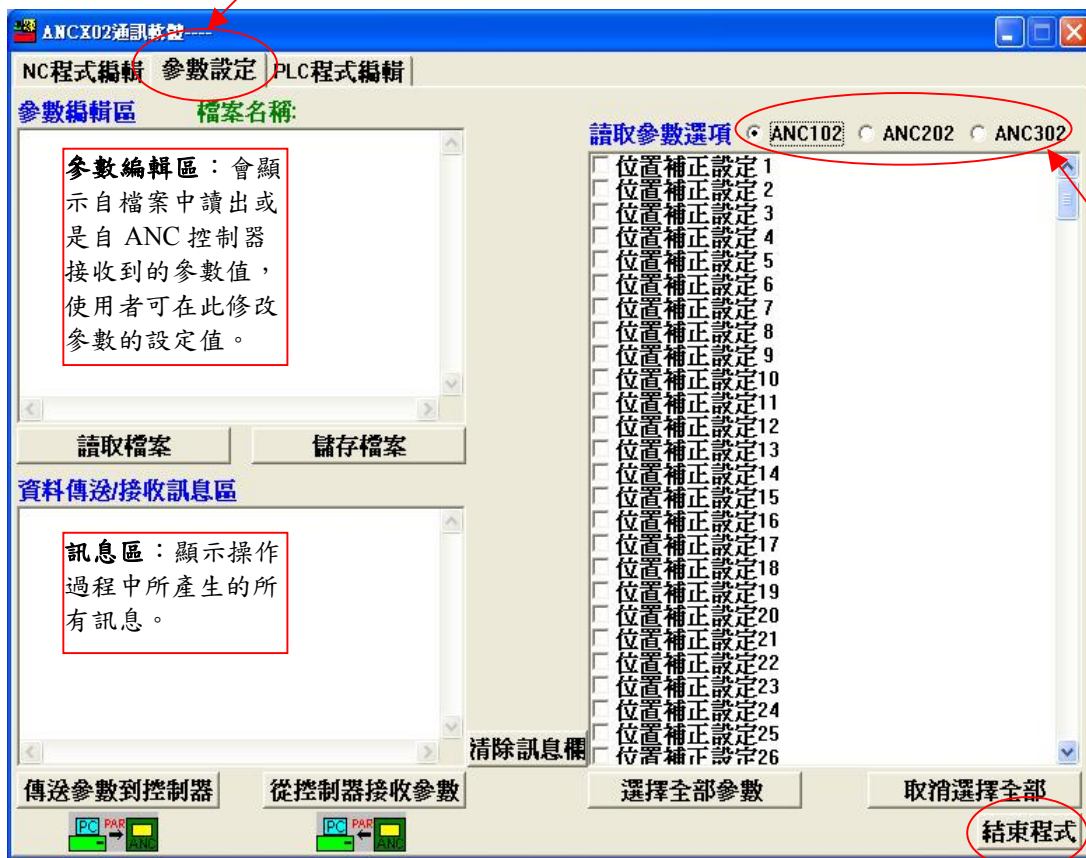 ANCX02通訊軟體----
NC程式編輯 參數設定 PLC程式編輯
參數編輯區 檔案名稱:
參數編輯區：會顯
示自檔案中讀出或
是自 ANC 控制器
接收到的參數值，
使用者可在此修改
參數的設定值。
讀取檔案 儲存檔案
資料傳送/接收訊息區
訊息區：顯示操作
過程中所產生的所
有訊息。
清除訊息欄
傳送參數到控制器 從控制器接收參數
PC PAR ANC
PC PAR ANC
讀取參數選項 ANC102 ANC202 ANC302
位置補正設定 1
位置補正設定 2
位置補正設定 3
位置補正設定 4
位置補正設定 5
位置補正設定 6
位置補正設定 7
位置補正設定 8
位置補正設定 9
位置補正設定10
位置補正設定11
位置補正設定12
位置補正設定13
位置補正設定14
位置補正設定15
位置補正設定16
位置補正設定17
位置補正設定18
位置補正設定19
位置補正設定20
位置補正設定21
位置補正設定22
位置補正設定23
位置補正設定24
位置補正設定25
位置補正設定26
選擇全部參數 取消選擇全部
結束程式